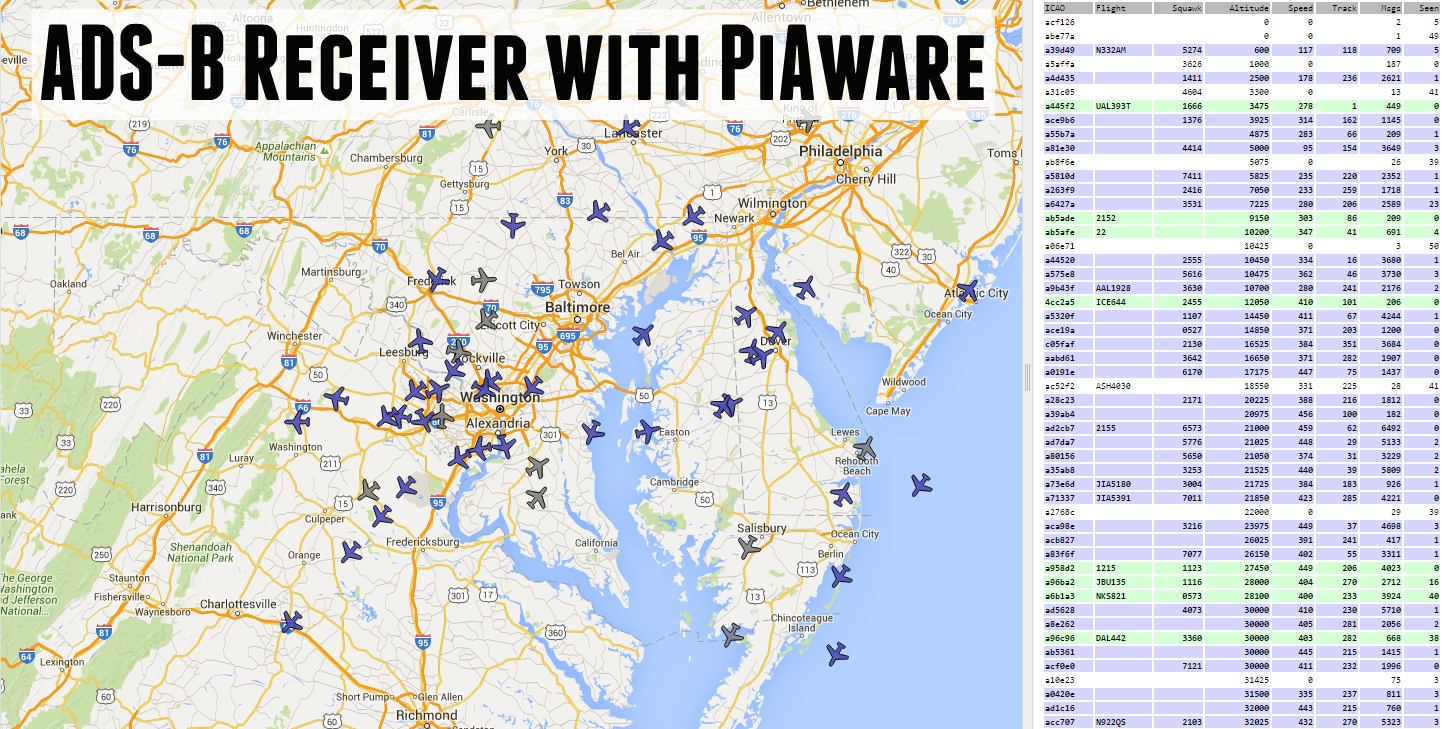 ADS-B Receiver with PiAware
Altoona
Huntingdon
Bethlehem
Allentown
287
eville
Carlisle
King of
219
76
76
81
Lancaster
76
202
1
195
Appalachian
Mountains
Chambersburg
York
30
Philadelphia
Toms
15
Cherry Hill
Gettysburg
15
83
1
Wilmington
Newark
68
68
68
70
95
Bel Air
322
30
40
Martinsburg
Oakland
Frederick
340
70
795
Towson
Baltimore
Atlantic City
Ocean City
Ellicott City
695
95
Winchester
81
Leesburg
270
Rockville
Dover
50
Wildwood
Cape May
33
220
66
Washington
50
13
Alexandria
301
Easton
Lewes
Rehoboth
Beach
33
Washington
81
Luray
211
220
340
15
95
Cambridge
50
Harrisonburg
Culpeper
Salisbury
Ocean City
Fredericksburg
California
Berlin
250
Shenandoah
National Park
Orange
113
The George
Washington
and Jefferson
National...
Staunton
Fishersville
Waynesboro
Charlottesville
301
17
13
Chincoteague
Island
81
95
360
64
Lexington
60
Short Pump
Glen Allen
60
Richmond
ICAO Flight Squawk Altitude Speed Track Msgs Seen
acf126 0 0 2 5
abe77a 0 0 1 49
a39d49 N332AM 5274 600 117 118 709 5
a5affa 3626 1000 0 187 0
a4d435 1411 2500 178 236 2621 1
a31c05 4604 3300 0 13 41
a445f2 UAL393T 1666 3475 278 1 449 0
ace9b6 1376 3925 314 162 1145 0
a55b7a 4875 283 66 209 1
a81e30 4414 5000 95 154 3649 3
ab8f6e 5075 0 26 39
a5810d 7411 5825 235 220 2352 1
a263f9 2416 7050 233 259 1718 1
a6427a 3531 7225 280 206 2589 23
ab5ade 2152 9150 303 86 209 0
ab5afe 22 10200 347 41 691 4
a06e71 10425 0 3 50
a44520 2555 10450 334 16 3680 1
a575e8 5616 10475 362 46 3730 3
a9b43f AAL1928 3630 10700 280 241 2176 2
4cc2a5 ICE644 2455 12050 410 101 206 0
a5320f 1107 14450 411 67 4244 1
ace19a 0527 14850 371 203 1200 0
c05faf 2130 16525 384 351 3684 0
aabd61 3642 16650 371 282 1907 0
a0191e 6170 17175 447 75 1437 0
ac52f2 ASH4030 18550 331 225 28 41
a28c23 2171 20225 388 216 1812 0
a39ab4 20975 456 100 182 0
ad2cb7 2155 6573 21000 459 62 6492 0
ad7da7 5776 21025 448 29 5133 2
a80156 5650 21050 374 31 3229 2
a35ab8 3253 21525 440 39 5809 2
a73e6d JIA5180 3004 21725 384 183 926 1
a71337 JIA5391 7011 21850 423 285 4221 0
a2768c 22000 0 29 39
aca98e 3216 23975 449 37 4698 3
acb827 26025 391 241 417 1
a83f6f 7077 26150 402 55 3311 1
a958d2 1215 1123 27450 449 206 4023 0
a96ba2 JBU135 1116 28000 404 270 2712 16
a6b1a3 NKS821 0573 28100 400 233 3924 40
ad5628 4073 30000 410 230 5710 1
a8e262 30000 405 281 2056 2
a96c96 DAL442 3360 30000 403 282 668 38
ab5361 30000 445 215 1415 1
acf0e0 7121 30000 411 232 1996 0
a10e23 31425 0 75 3
a0420e 31500 335 237 811 3
ad1c16 32000 443 215 760 1
acc707 N922QS 2103 32025 432 270 5323 3